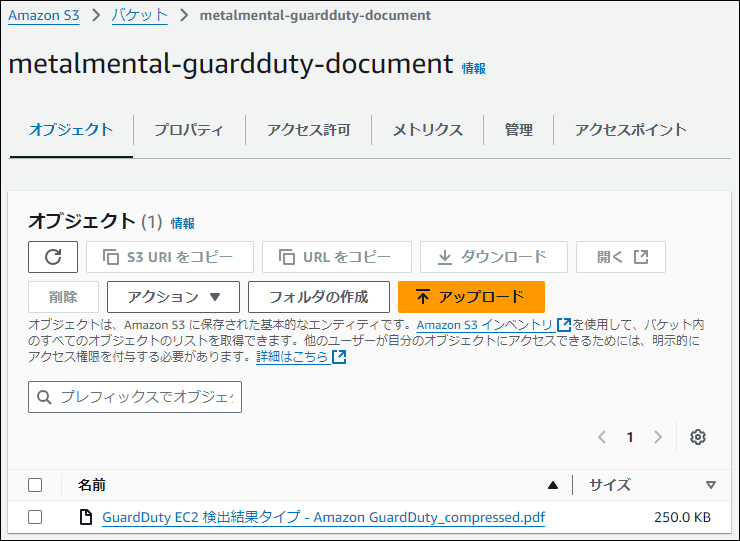 Amazon S3 > バケット > metalmental-guardduty-document
metalmental-guardduty-document 情報
オブジェクト プロパティ アクセス許可 メトリクス 管理 アクセスポイント
オブジェクト (1) 情報
S3 URI をコピー URL をコピー ダウンロード 開く
削除 アクション フォルダの作成 アップロード
オブジェクトは、Amazon S3 に保存された基本的なエンティティです。Amazon S3 インベントリ を使用して、バケット内
のすべてのオブジェクトのリストを取得できます。他のユーザーが自分のオブジェクトにアクセスできるためには、明示的に
アクセス権限を付与する必要があります。詳細はこちら
プレフィックスでオブジェ
1
名前 サイズ
GuardDuty EC2 検出結果タイプ - Amazon GuardDuty_compressed.pdf 250.0 KB